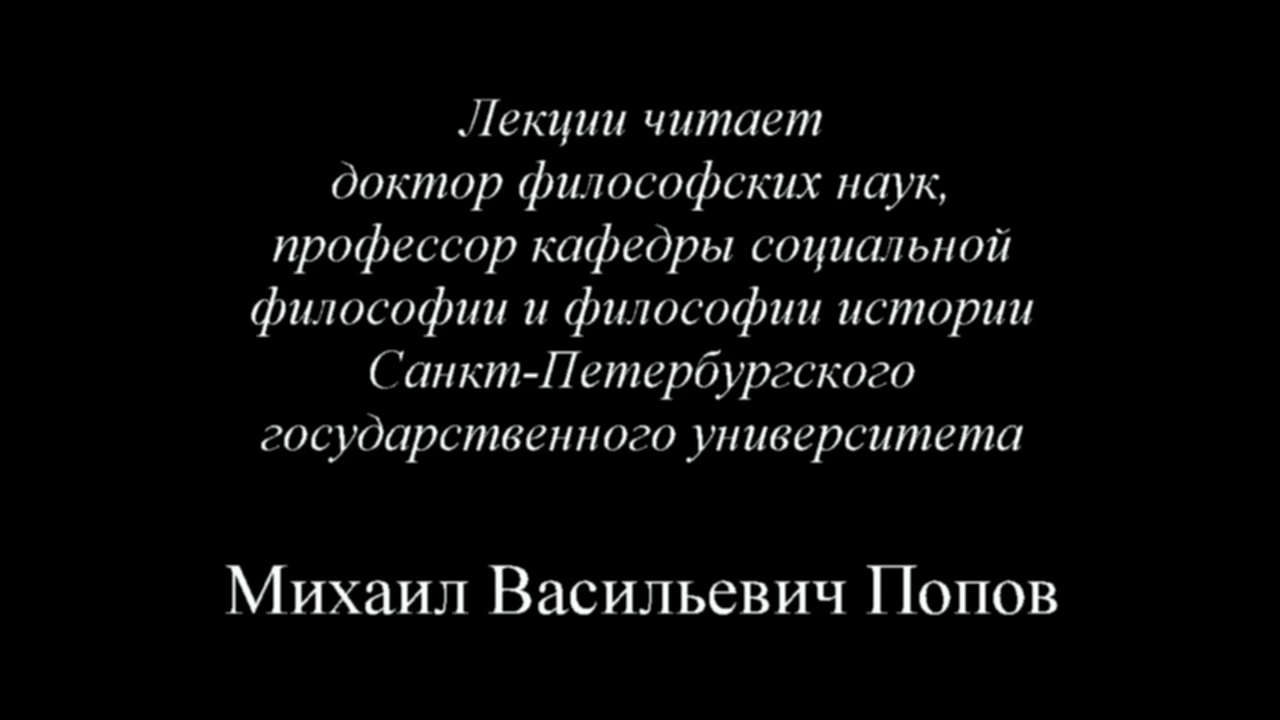 Лекции читает
доктор философских наук,
профессор кафедры социальной
философии и философии истории
Санкт-Петербургского
государственного университета
Михаил Васильевич Попов